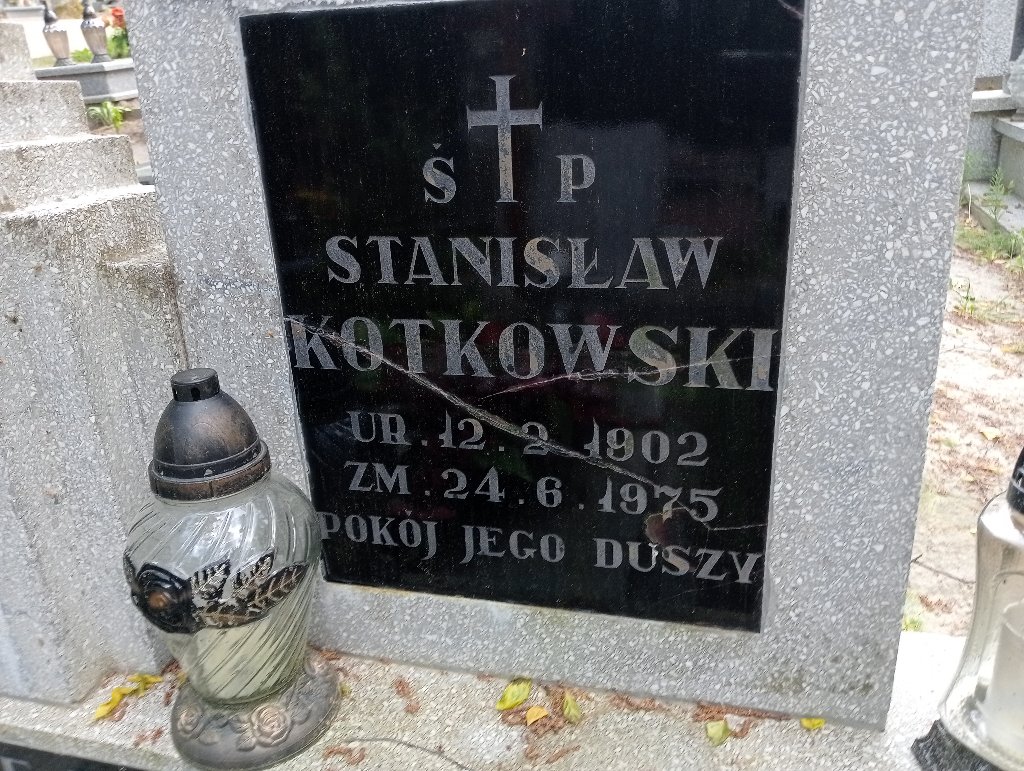 Ś P
STANISŁAW
KOTKOWSKI
UR. 12. 2. 1902
ZM. 24. 6. 1975
POKÓJ JEGO DUSZY